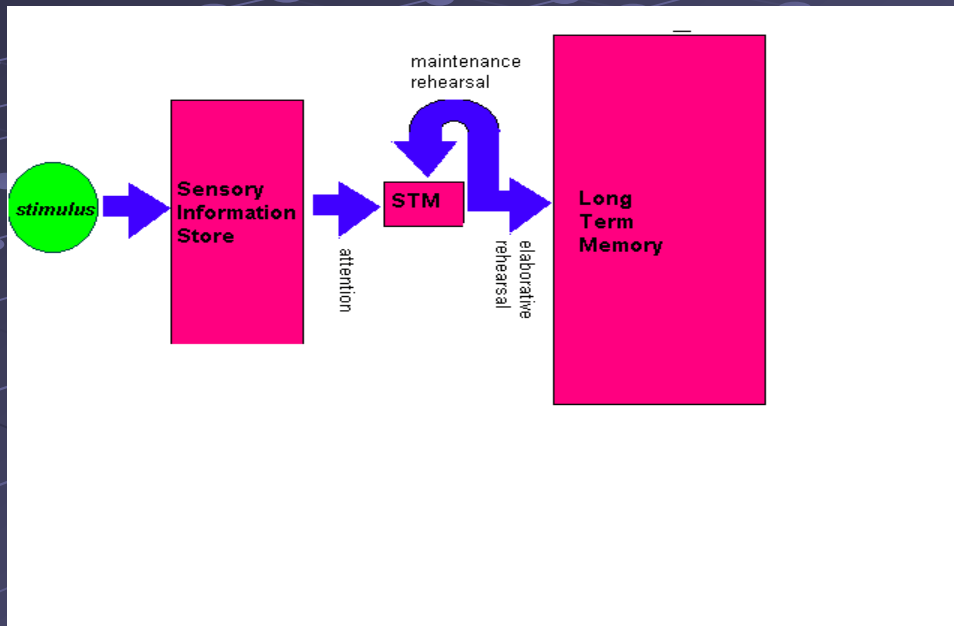 maintenance
rehearsal
stimulus
Sensory
Information
Store
attention
STM
elaborative
rehearsal
Long
Term
Memory